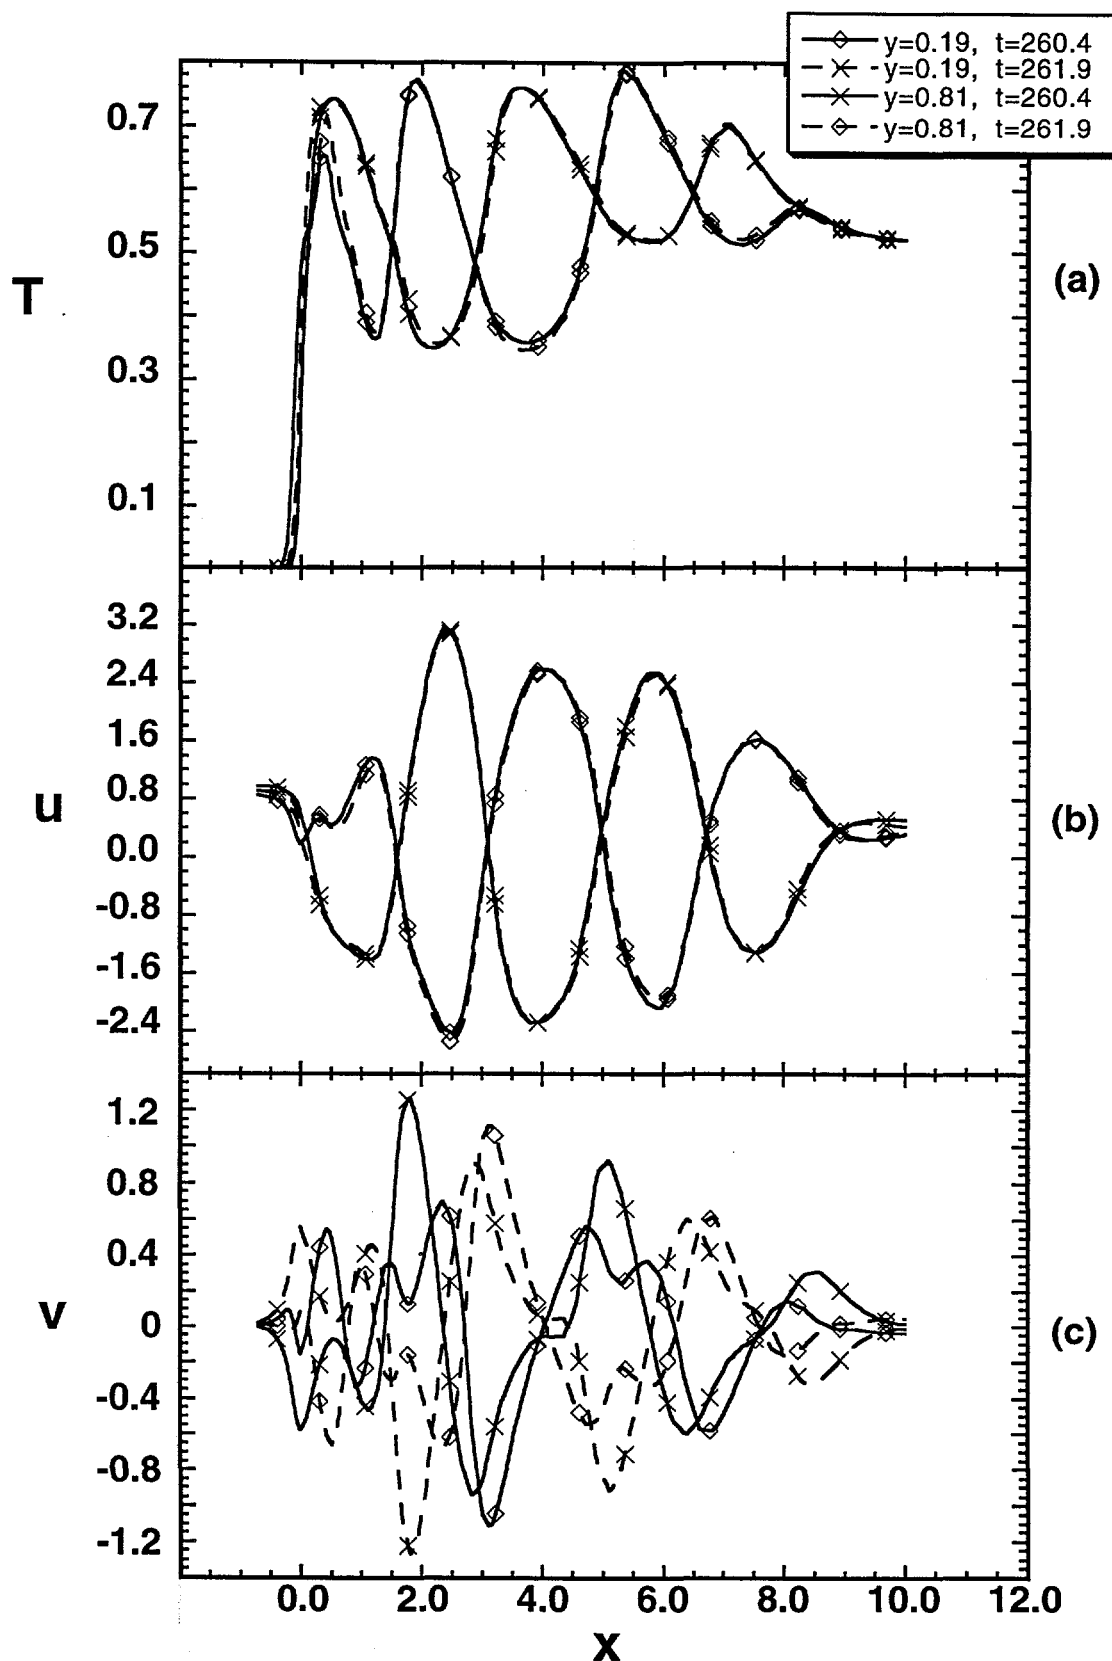 y=0.19, t=260.4
y=0.19, t=261.9
y=0.81, t=260.4
y=0.81, t=261.9
0.7
0.5
0.3
0.1
T
(a)
3.2
2.4
1.6
0.8
0.0
-0.8
-1.6
-2.4
u
(b)
1.2
0.8
0.4
0
-0.4
-0.8
-1.2
v
(c)
0.0 2.0 4.0 6.0 8.0 10.0 12.0
x